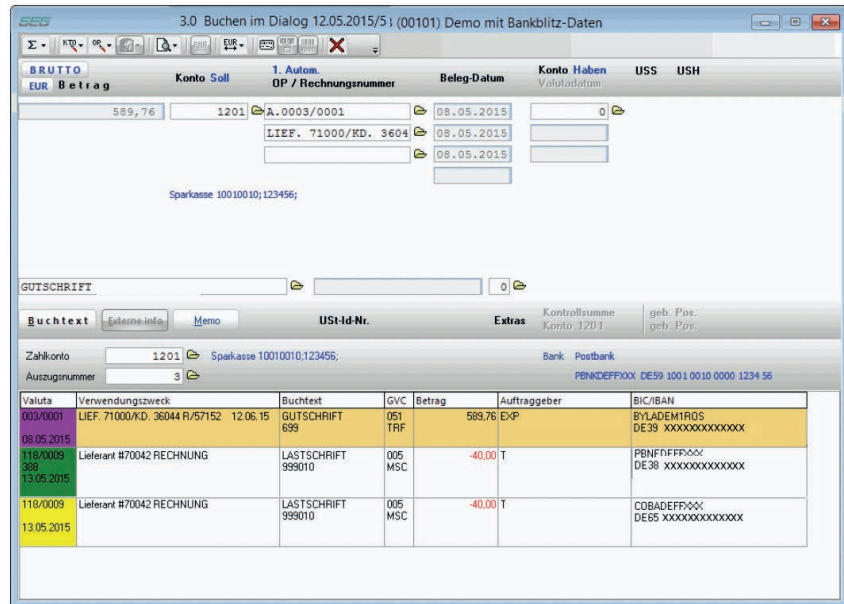 SEG 3.0 Buchen im Dialog 12.05.2015/5 (00101) Demo mit Bankblitz-Daten
Σ KTO OP EUR EUR X
BRUTTO Konto Soll 1. Autom. Beleg-Datum Konto Haben USS USH
EUR Betrag OP / Rechnungsnummer Valutadatum
589,76 1201 A.0003/0001 08.05.2015 0
LIEF. 71000/KD. 3604 08.05.2015
08.05.2015
Sparkasse 10010010;123456;
GUTSCHRIFT 0
Buchtext Externe Info Memo USt-Id-Nr. Extras Kontrollsumme geb. Pos.
Konto 1201 geb. Pos.
Zahlkonto 1201 Sparkasse 10010010;123456; Bank Postbank
Auszugsnummer 3 PBNKDEFFXXX DE59 1001 0010 0000 1234 56
Valuta Verwendungszweck Buchtext GVC Betrag Auftraggeber BIC/IBAN
003/0001 LIEF. 71000/KD. 36044 R/57152 12.06.15 GUTSCHRIFT 051 589,76 EXP BYLADEM1ROS
699 TRF DE39 XXXXXXXXXXXXX
08.05.2015
118/0009 Lieferant #70042 RECHNUNG LASTSCHRIFT 005 -40,00 T PBNFDEFFXXX
388 999010 MSC DE38 XXXXXXXXXXXXX
13.05.2015
118/0009 Lieferant #70042 RECHNUNG LASTSCHRIFT 005 -40,00 T COBADEFFXXX
999010 MSC DE65 XXXXXXXXXXXXX
13.05.2015